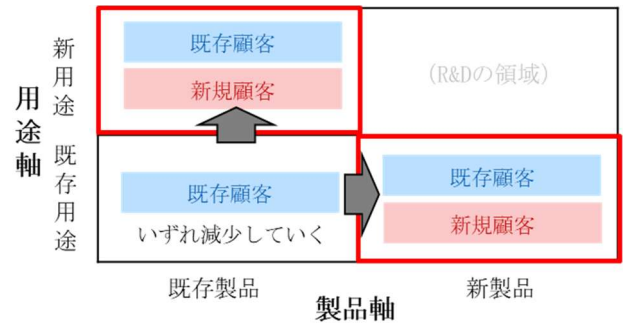 用途軸
新用途
既存顧客
新規顧客
（R&Dの領域）
既存用途
既存顧客
いずれ減少していく
既存顧客
新規顧客
既存製品
新製品
製品軸